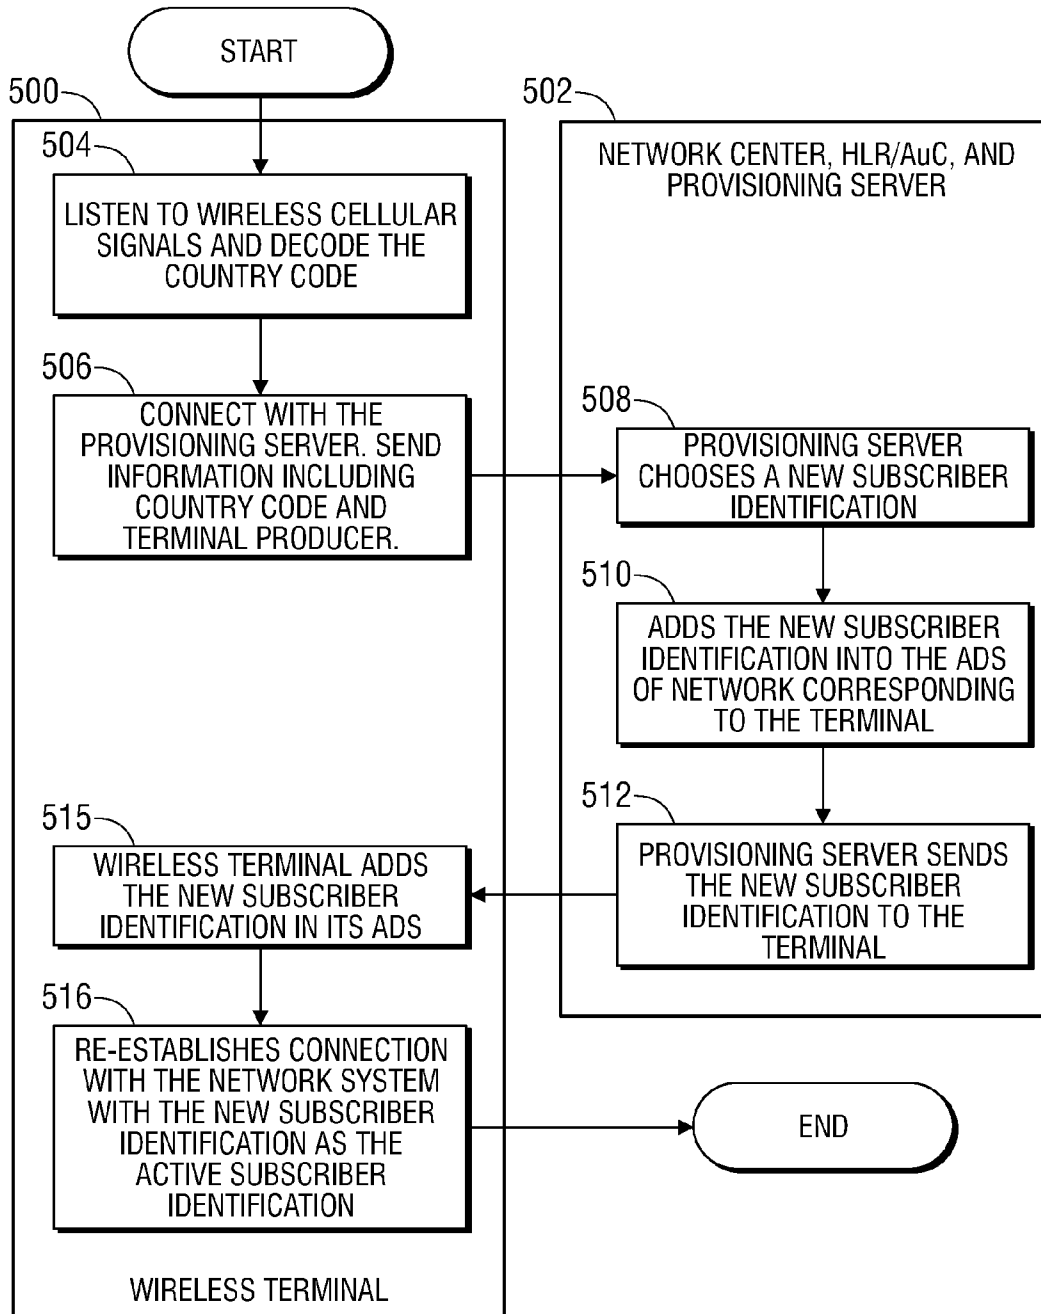 START
500
504
LISTEN TO WIRELESS CELLULAR
SIGNALS AND DECODE THE
COUNTRY CODE
506
CONNECT WITH THE
PROVISIONING SERVER. SEND
INFORMATION INCLUDING
COUNTRY CODE AND
TERMINAL PRODUCER.
502
NETWORK CENTER, HLR/AuC, AND
PROVISIONING SERVER
508
PROVISIONING SERVER
CHOOSES A NEW SUBSCRIBER
IDENTIFICATION
510
ADDS THE NEW SUBSCRIBER
IDENTIFICATION INTO THE ADS
OF NETWORK CORRESPONDING
TO THE TERMINAL
512
PROVISIONING SERVER SENDS
THE NEW SUBSCRIBER
IDENTIFICATION TO THE
TERMINAL
515
WIRELESS TERMINAL ADDS
THE NEW SUBSCRIBER
IDENTIFICATION IN ITS ADS
516
RE-ESTABLISHES CONNECTION
WITH THE NETWORK SYSTEM
WITH THE NEW SUBSCRIBER
IDENTIFICATION AS THE
ACTIVE SUBSCRIBER
IDENTIFICATION
WIRELESS TERMINAL
END